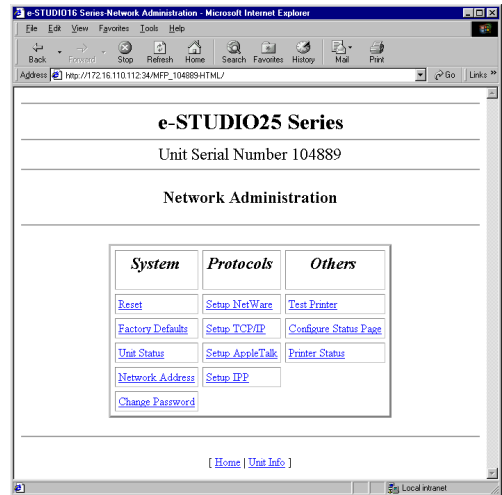 e-STUDIO16 Series-Network Administration - Microsoft Internet Explorer
File Edit View Favorites Tools Help
Back Forward Stop Refresh Home Search Favorites History Mail Print
Address http://172.16.110.112:34/MFP_104889-HTML/ Go Links »
e-STUDIO25 Series
Unit Serial Number 104889
Network Administration
System Protocols Others
Reset Setup NetWare Test Printer
Factory Defaults Setup TCP/IP Configure Status Page
Unit Status Setup AppleTalk Printer Status
Network Address Setup IPP
Change Password
[ Home | Unit Info ]
Local intranet